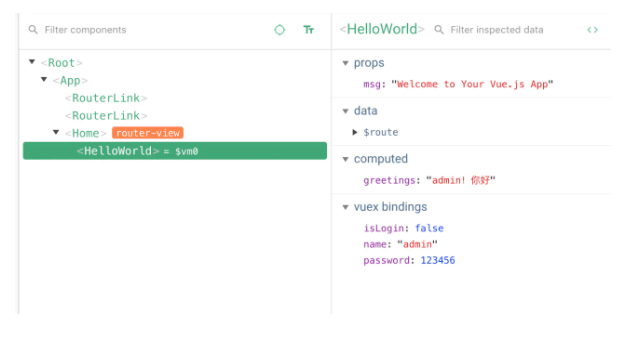 Filter components
<HelloWorld> Filter inspected data
<Root>
<App>
<RouterLink>
<RouterLink>
<Home> router-view
<HelloWorld> = $vm0
props
msg: "Welcome to Your Vue.js App"
data
$route
computed
greetings: "admin! 你好"
vuex bindings
isLogin: false
name: "admin"
password: 123456